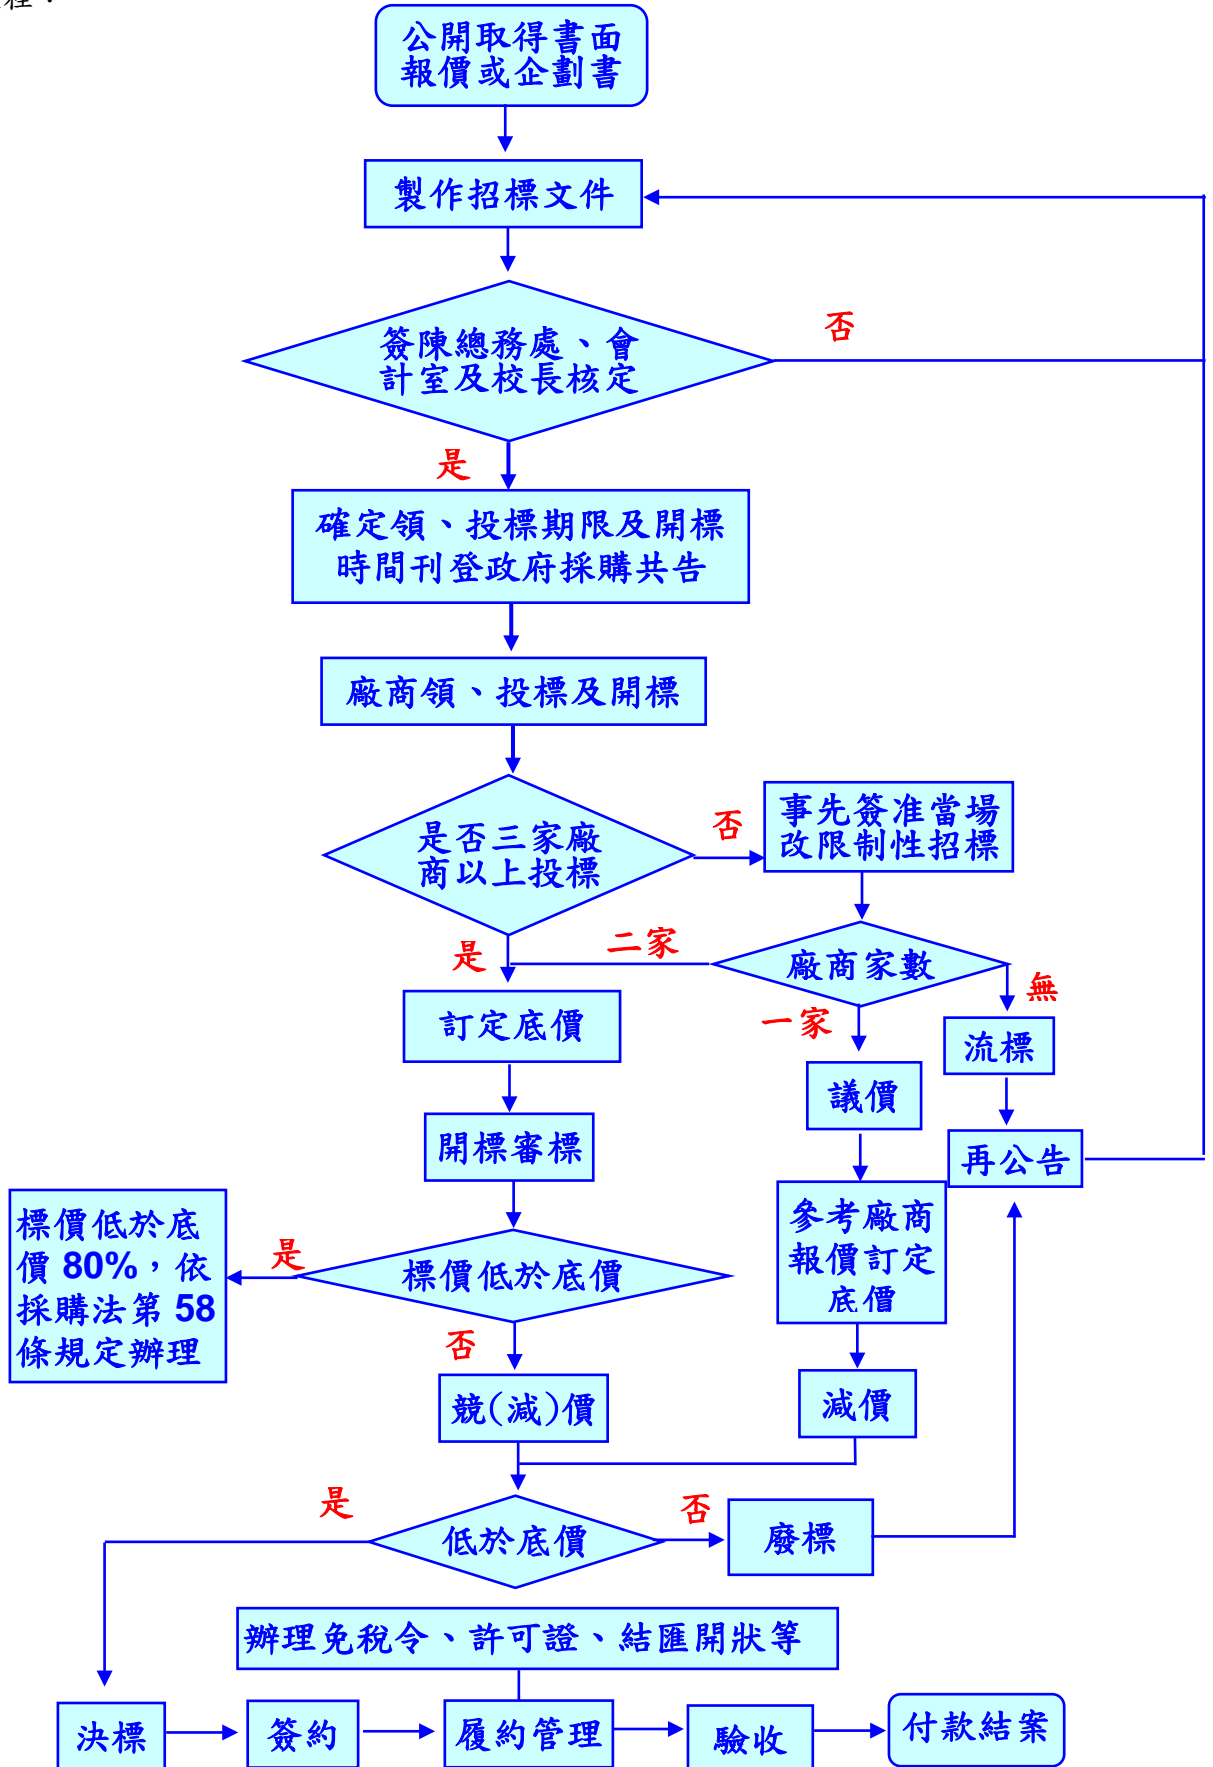 程：
公開取得書面
報價或企劃書
製作招標文件
簽陳總務處、會
計室及校長核定
否
是
確定領、投標期限及開標
時間刊登政府採購共告
廠商領、投標及開標
是否三家廠
商以上投標
否
事先簽准當場
改限制性招標
是
二家
廠商家數
無
一家
訂定底價
流標
議價
開標審標
再公告
標價低於底
價 80%，依
採購法第 58
條規定辦理
是
標價低於底價
參考廠商
報價訂定
底價
否
競(減)價
減價
是
低於底價
否
廢標
辦理免稅令、許可證、結匯開狀等
決標
簽約
履約管理
驗收
付款結案